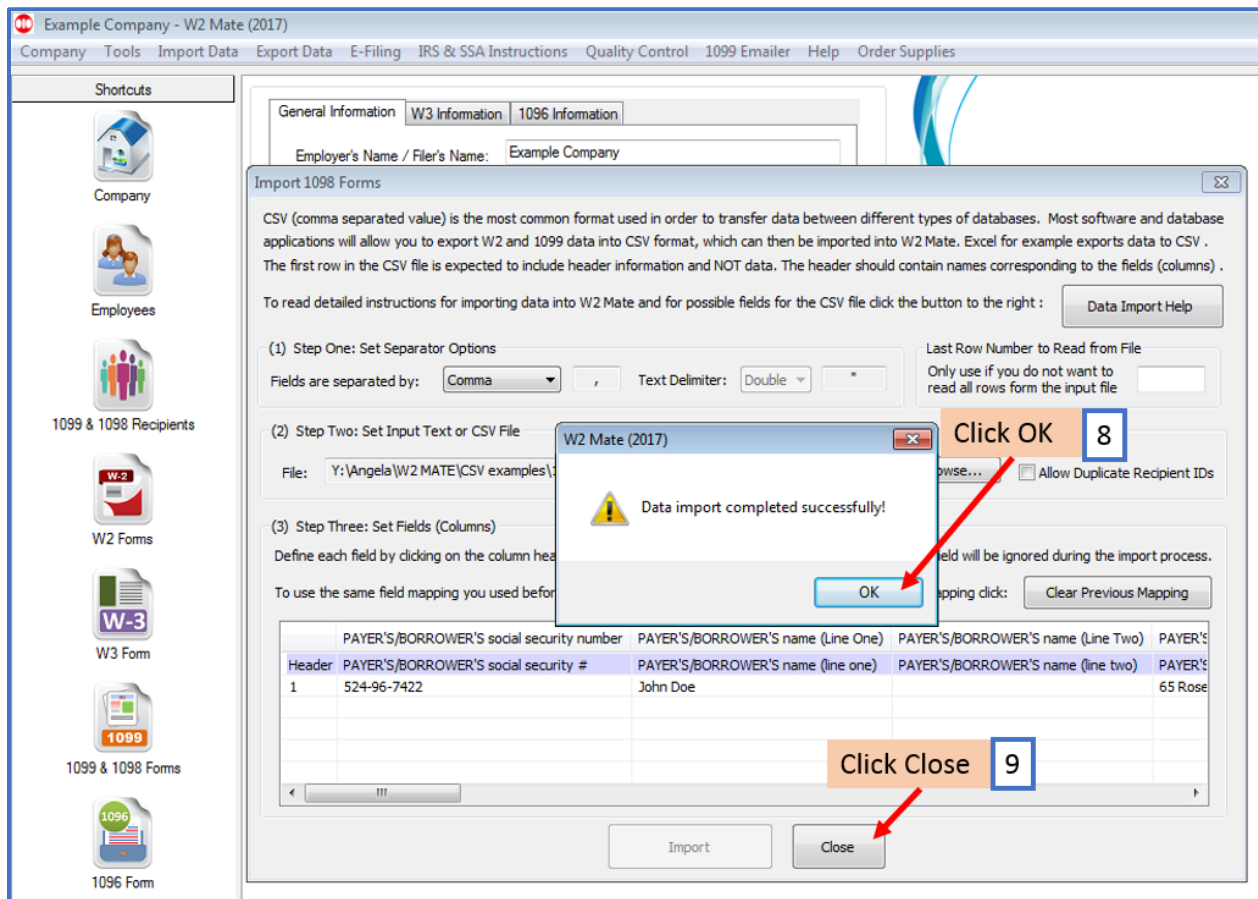 Example Company - W2 Mate (2017)
Company Tools Import Data Export Data E-Filing IRS & SSA Instructions Quality Control 1099 Emailer Help Order Supplies
Shortcuts
Company
Employees
1099 & 1098 Recipients
W-2
W2 Forms
W-3
W3 Form
1099
1099 & 1098 Forms
1096
1096 Form
General Information W3 Information 1096 Information
Employer's Name / Filer's Name: Example Company
Import 1098 Forms
CSV (comma separated value) is the most common format used in order to transfer data between different types of databases. Most software and database
applications will allow you to export W2 and 1099 data into CSV format, which can then be imported into W2 Mate. Excel for example exports data to CSV .
The first row in the CSV file is expected to include header information and NOT data. The header should contain names corresponding to the fields (columns) .
To read detailed instructions for importing data into W2 Mate and for possible fields for the CSV file click the button to the right : Data Import Help
(1) Step One: Set Separator Options
Fields are separated by: Comma , Text Delimiter: Double "
Last Row Number to Read from File
Only use if you do not want to
read all rows form the input file
(2) Step Two: Set Input Text or CSV File
File: Y:\Angela\W2 MATE\CSV examples\1
owse... Allow Duplicate Recipient IDs
W2 Mate (2017)
Data import completed successfully!
OK
Click OK 8
(3) Step Three: Set Fields (Columns)
Define each field by clicking on the column hea
ield will be ignored during the import process.
To use the same field mapping you used befor
apping click: Clear Previous Mapping
PAYER'S/BORROWER'S social security number PAYER'S/BORROWER'S name (Line One) PAYER'S/BORROWER'S name (Line Two) PAYER'S
Header PAYER'S/BORROWER'S social security # PAYER'S/BORROWER'S name (line one) PAYER'S/BORROWER'S name (line two) PAYER'S
1 524-96-7422 John Doe 65 Rose
Click Close 9
Import Close